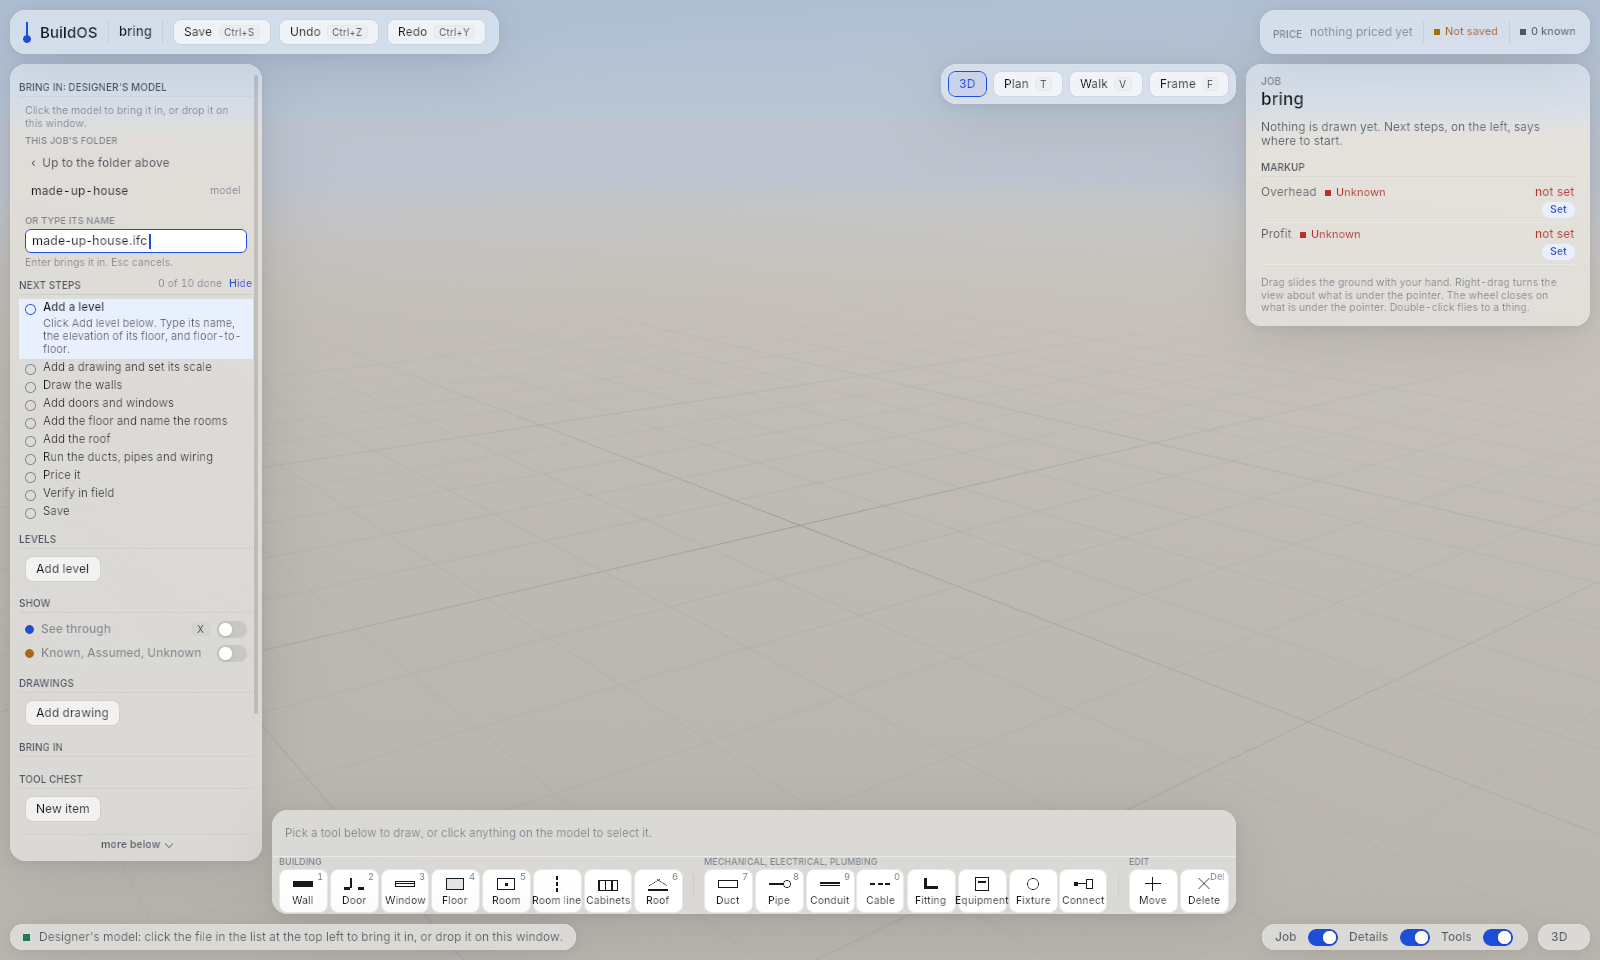 BuildOS bring Save Ctrl+S Undo Ctrl+Z Redo Ctrl+Y
PRICE nothing priced yet Not saved 0 known
BRING IN: DESIGNER'S MODEL
Click the model to bring it in, or drop it on
this window.
THIS JOB'S FOLDER
‹ Up to the folder above
made-up-house model
OR TYPE ITS NAME
made-up-house.ifc
Enter brings it in. Esc cancels.
NEXT STEPS 0 of 10 done Hide
Add a level
Click Add level below. Type its name,
the elevation of its floor, and floor-to-
floor.
Add a drawing and set its scale
Draw the walls
Add doors and windows
Add the floor and name the rooms
Add the roof
Run the ducts, pipes and wiring
Price it
Verify in field
Save
LEVELS
Add level
SHOW
See through X
Known, Assumed, Unknown
DRAWINGS
Add drawing
BRING IN
TOOL CHEST
New item
more below
3D Plan T Walk V Frame F
JOB
bring
Nothing is drawn yet. Next steps, on the left, says
where to start.
MARKUP
Overhead Unknown not set
Set
Profit Unknown not set
Set
Drag slides the ground with your hand. Right-drag turns the
view about what is under the pointer. The wheel closes on
what is under the pointer. Double-click flies to a thing.
Pick a tool below to draw, or click anything on the model to select it.
BUILDING MECHANICAL, ELECTRICAL, PLUMBING EDIT
1 2 3 4 5 6 7 8 9 0 Del
Wall Door Window Floor Room Room line Cabinets Roof Duct Pipe Conduit Cable Fitting Equipment Fixture Connect Move Delete
Designer's model: click the file in the list at the top left to bring it in, or drop it on this window.
Job Details Tools 3D